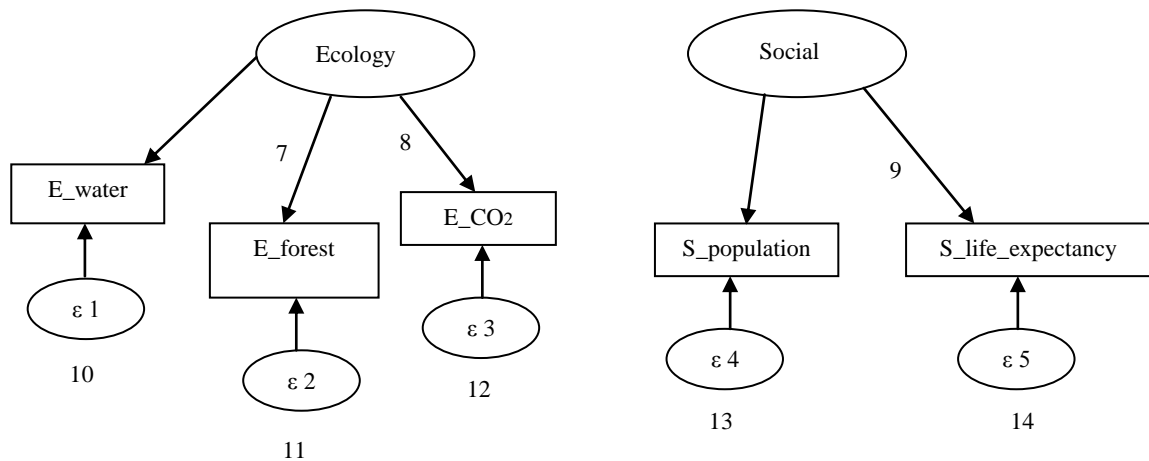 Ecology
Social
7
8
9
E_water
E_CO₂
E_forest
S_population
S_life_expectancy
ε 1
ε 3
ε 2
ε 4
ε 5
10
12
13
14
11